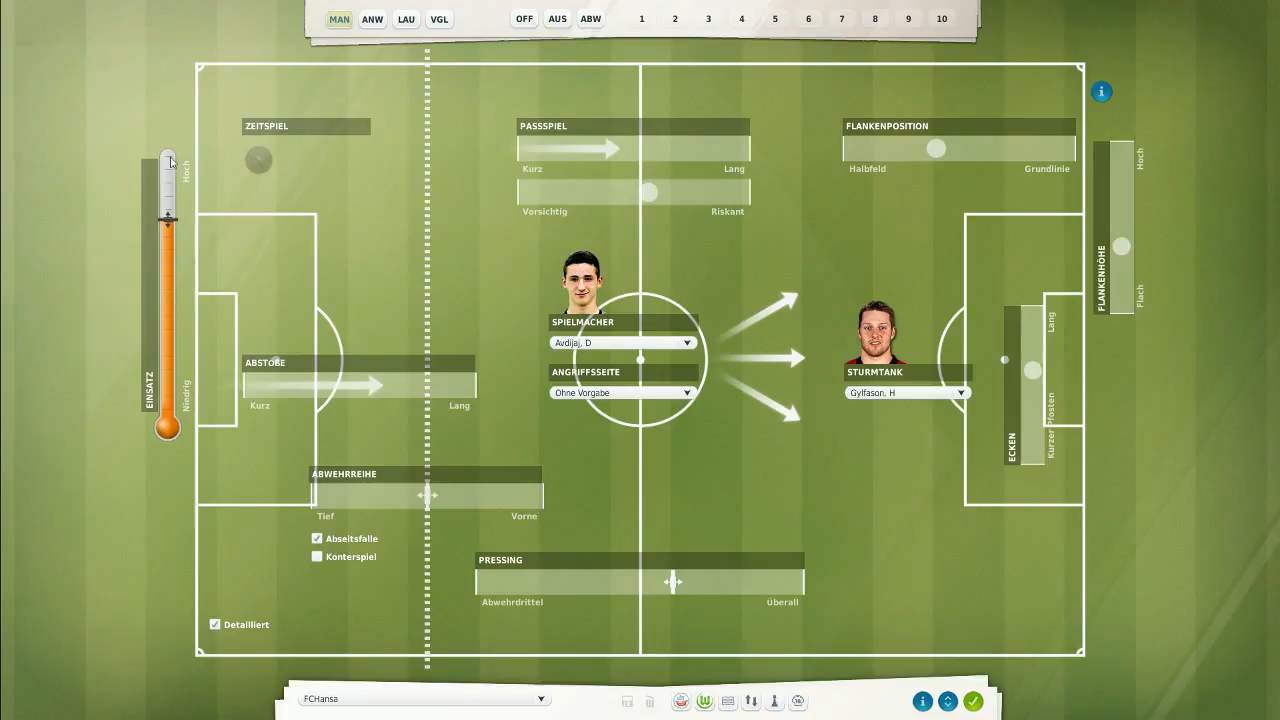 MAN ANW LAU VGL OFF AUS ABW 1 2 3 4 5 6 7 8 9 10
ZEITSPIEL
PASSSPIEL
Kurz Lang
Vorsichtig Riskant
FLANKENPOSITION
Halbfeld Grundlinie
Hoch
EINSATZ
Niedrig
Hoch
FLANKENHÖHE
Flach
SPIELMACHER
Avdijaj, D
ANGRIFFSSEITE
Ohne Vorgabe
STURMTANK
Gylfason, H
Lang
ECKEN
Kurzer Pfosten
ABSTÖßE
Kurz Lang
ABWEHRREIHE
Tief Vorne
Abseitsfalle
Konterspiel
PRESSING
Abwehrdrittel Überall
Detailliert
FCHansa